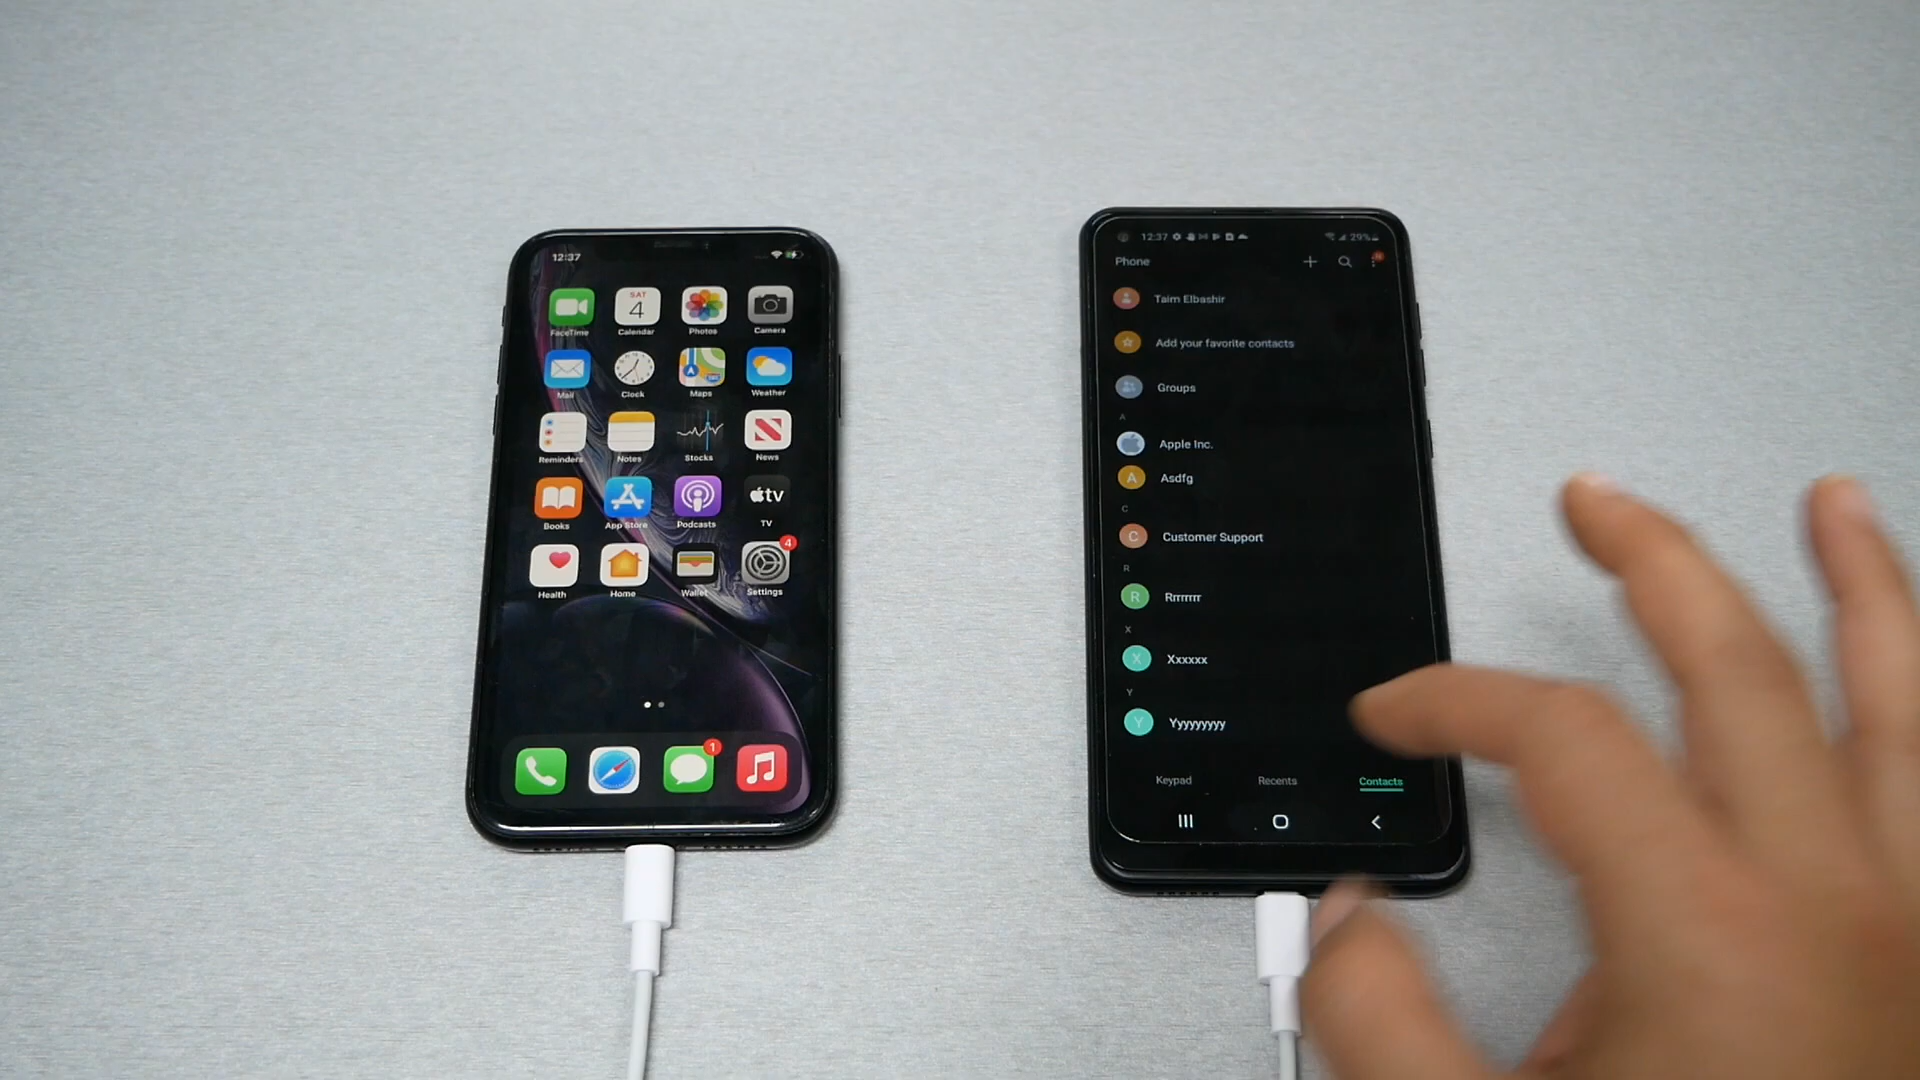 12:37
SAT
4
FaceTime
Calendar
Photos
Camera
Mail
Clock
Maps
Weather
Reminders
Notes
Stocks
News
Books
App Store
Podcasts
tv
TV
4
Health
Home
Wallet
Settings
1
12:37
29%
Phone
Taim Elbashir
Add your favorite contacts
Groups
A
Apple Inc.
A
Asdfg
C
C
Customer Support
R
R
Rrrrrrrr
X
X
Xxxxxx
Y
Y
Yyyyyyyyy
Keypad
Recents
Contacts